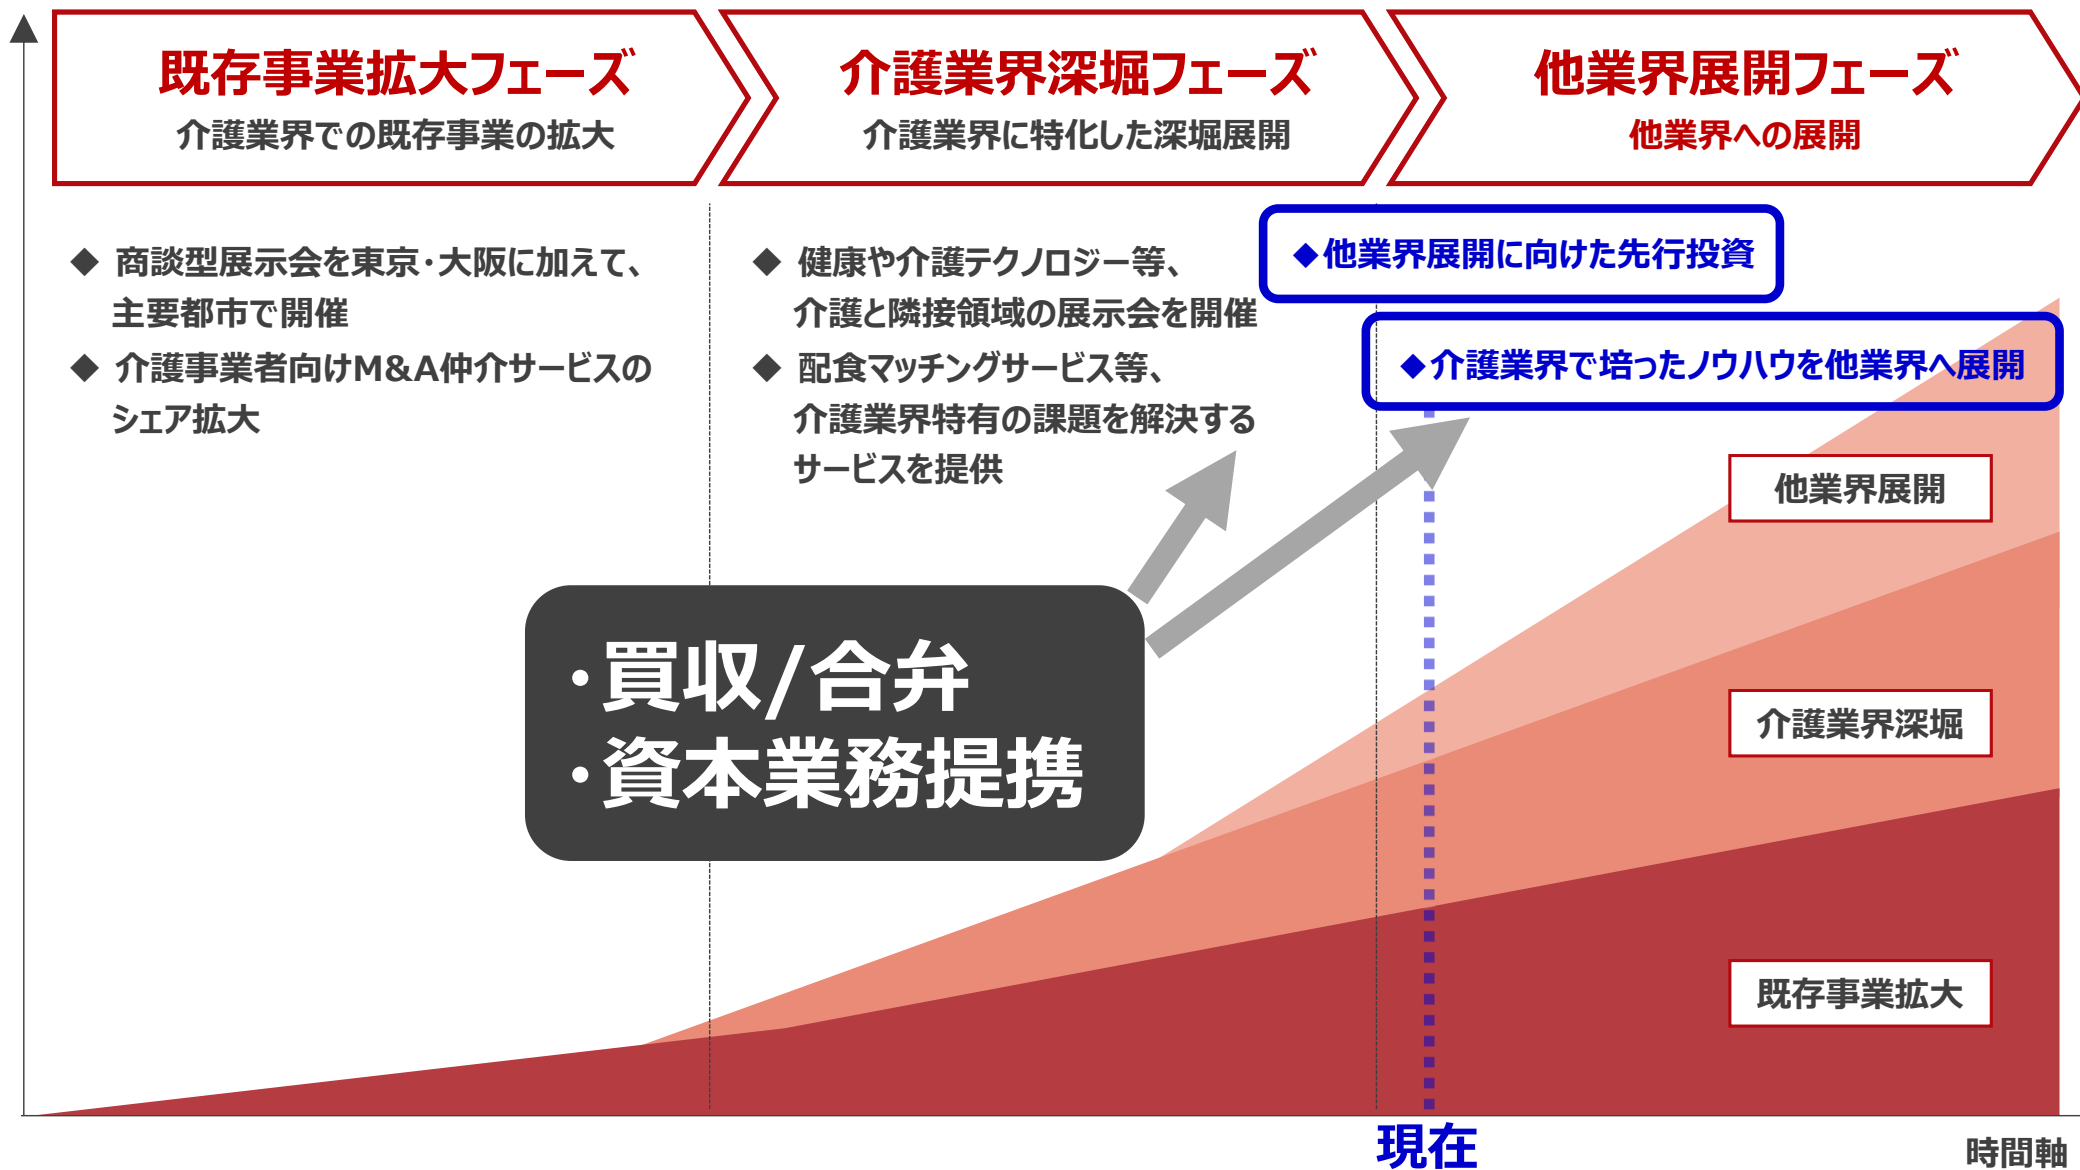 既存事業拡大フェーズ
介護業界での既存事業の拡大
介護業界深堀フェーズ
介護業界に特化した深堀展開
他業界展開フェーズ
他業界への展開
◆ 商談型展示会を東京・大阪に加えて、
主要都市で開催
◆ 介護事業者向けM&A仲介サービスの
シェア拡大
◆ 健康や介護テクノロジー等、
介護と隣接領域の展示会を開催
◆ 配食マッチングサービス等、
介護業界特有の課題を解決する
サービスを提供
◆他業界展開に向けた先行投資
◆介護業界で培ったノウハウを他業界へ展開
・買収/合弁
・資本業務提携
他業界展開
介護業界深堀
既存事業拡大
現在
時間軸